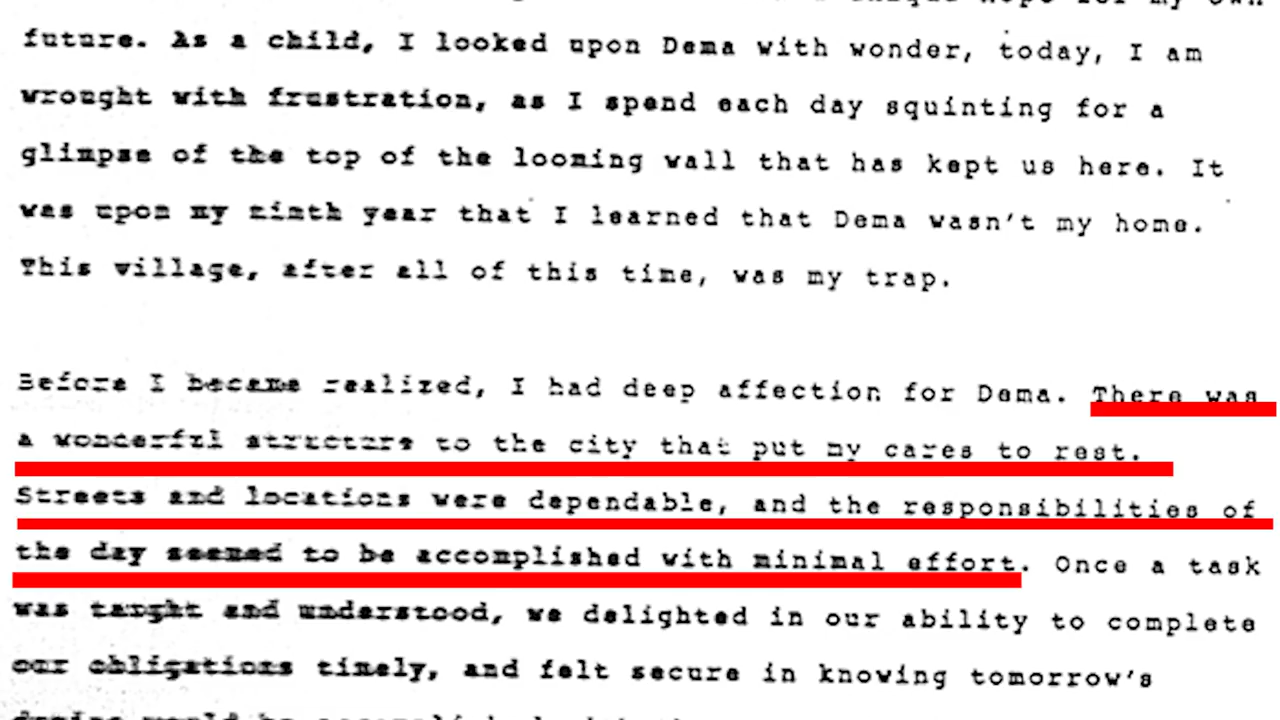 my own
future. As a child, I looked upon Dema with wonder, today, I am
wrought with frustration, as I spend each day squinting for a
glimpse of the top of the looming wall that has kept us here. It
was upon my ninth year that I learned that Dema wasn't my home.
This village, after all of this time, was my trap.
Before I became realized, I had deep affection for Dema. There was
a wonderful structure to the city that put my cares to rest.
Streets and locations were dependable, and the responsibilities of
the day seemed to be accomplished with minimal effort. Once a task
was taught and understood, we delighted in our ability to complete
our obligations timely, and felt secure in knowing tomorrow's